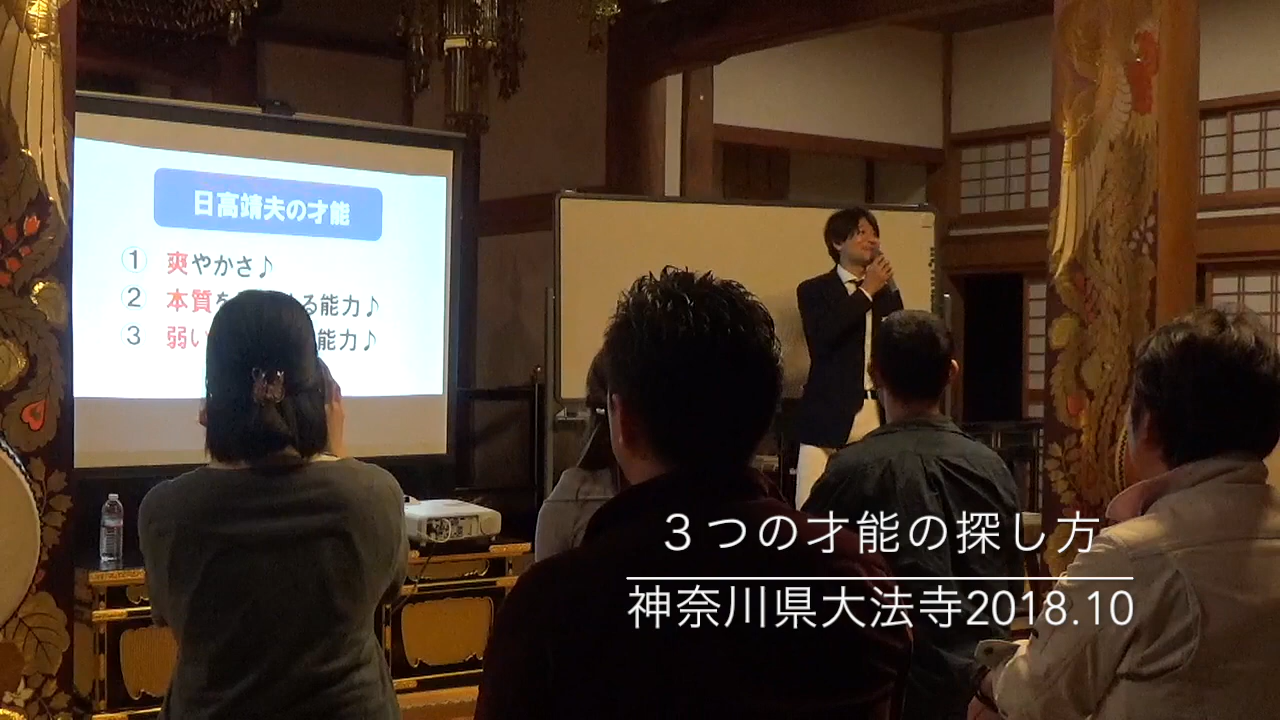 日高靖夫の才能
① 爽やかさ♪
② 本質を る能力♪
③ 弱い 能力♪
３つの才能の探し方
神奈川県大法寺2018.10